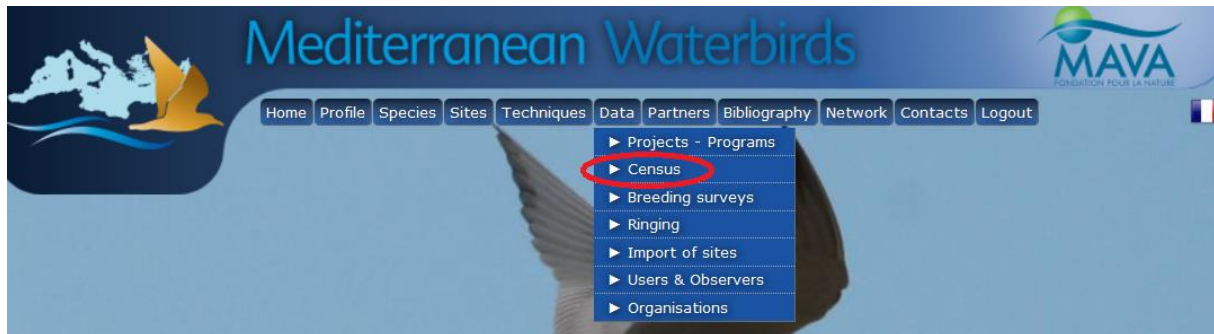 Mediterranean Waterbirds
MAVA
FONDATION POUR LA NATURE
Home Profile Species Sites Techniques Data Partners Bibliography Network Contacts Logout
► Projects - Programs
► Census
► Breeding surveys
► Ringing
► Import of sites
► Users & Observers
► Organisations